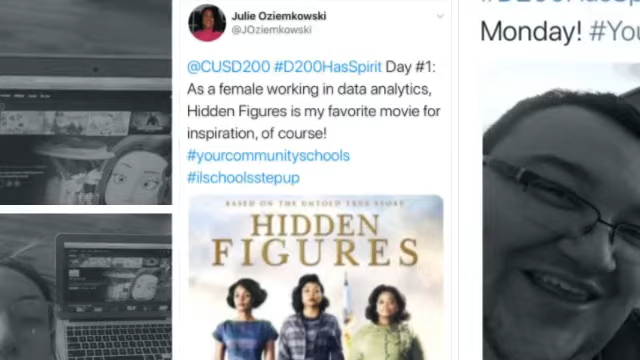 Julie Oziemkowski
@JOziemkowski
@CUSD200 #D200HasSpirit Day #1:
As a female working in data analytics,
Hidden Figures is my favorite movie for
inspiration, of course!
#yourcommunityschools
#ilschoolsstepup
BASED ON THE UNTOLD TRUE STORY
HIDDEN
FIGURES
Monday! #You